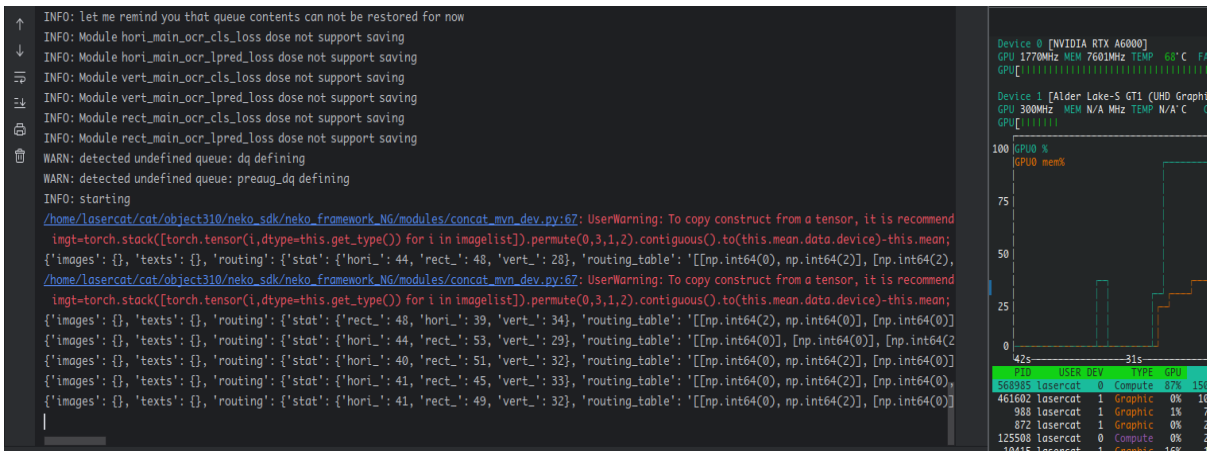 INFO: let me remind you that queue contents can not be restored for now
INFO: Module hori_main_ocr_cls_loss dose not support saving
INFO: Module hori_main_ocr_lpred_loss dose not support saving
INFO: Module vert_main_ocr_cls_loss dose not support saving
INFO: Module vert_main_ocr_lpred_loss dose not support saving
INFO: Module rect_main_ocr_cls_loss dose not support saving
INFO: Module rect_main_ocr_lpred_loss dose not support saving
WARN: detected undefined queue: dq defining
WARN: detected undefined queue: preaug_dq defining
INFO: starting
/home/lasercat/cat/object310/neko_sdk/neko_framework_NG/modules/concat_mvn_dev.py:67: UserWarning: To copy construct from a tensor, it is recommend
imgt=torch.stack([torch.tensor(i,dtype=this.get_type()) for i in imagelist]).permute(0,3,1,2).contiguous().to(this.mean.data.device)-this.mean;
{'images': {}, 'texts': {}, 'routing': {'stat': {'hori_': 44, 'rect_': 48, 'vert_': 28}, 'routing_table': '[[np.int64(0), np.int64(2)], [np.int64(2),
/home/lasercat/cat/object310/neko_sdk/neko_framework_NG/modules/concat_mvn_dev.py:67: UserWarning: To copy construct from a tensor, it is recommend
imgt=torch.stack([torch.tensor(i,dtype=this.get_type()) for i in imagelist]).permute(0,3,1,2).contiguous().to(this.mean.data.device)-this.mean;
{'images': {}, 'texts': {}, 'routing': {'stat': {'rect_': 48, 'hori_': 39, 'vert_': 34}, 'routing_table': '[[np.int64(2), np.int64(0)], [np.int64(0)]
{'images': {}, 'texts': {}, 'routing': {'stat': {'hori_': 44, 'rect_': 53, 'vert_': 29}, 'routing_table': '[[np.int64(0)], [np.int64(0)], [np.int64(2
{'images': {}, 'texts': {}, 'routing': {'stat': {'hori_': 40, 'rect_': 51, 'vert_': 32}, 'routing_table': '[[np.int64(0), np.int64(2)], [np.int64(0)]
{'images': {}, 'texts': {}, 'routing': {'stat': {'hori_': 41, 'rect_': 45, 'vert_': 33}, 'routing_table': '[[np.int64(0), np.int64(2)], [np.int64(0),
{'images': {}, 'texts': {}, 'routing': {'stat': {'hori_': 41, 'rect_': 49, 'vert_': 32}, 'routing_table': '[[np.int64(0), np.int64(2)], [np.int64(0)]
Device 0 [NVIDIA RTX A6000]
GPU 1770MHz MEM 7601MHz TEMP 68°C FA
GPU[
Device 1 [Alder Lake-S GT1 (UHD Graphi
GPU 300MHz MEM N/A MHz TEMP N/A°C
GPU[
100 GPU0 %
GPU0 mem%
75
50
25
0
42s 31s
PID USER DEV TYPE GPU
568985 lasercat 0 Compute 87% 150
461602 lasercat 1 Graphic 0% 10
988 lasercat 1 Graphic 1% 7
872 lasercat 1 Graphic 0% 2
125508 lasercat 0 Compute 0% 2
10415 lasercat 1 Graphic 16%